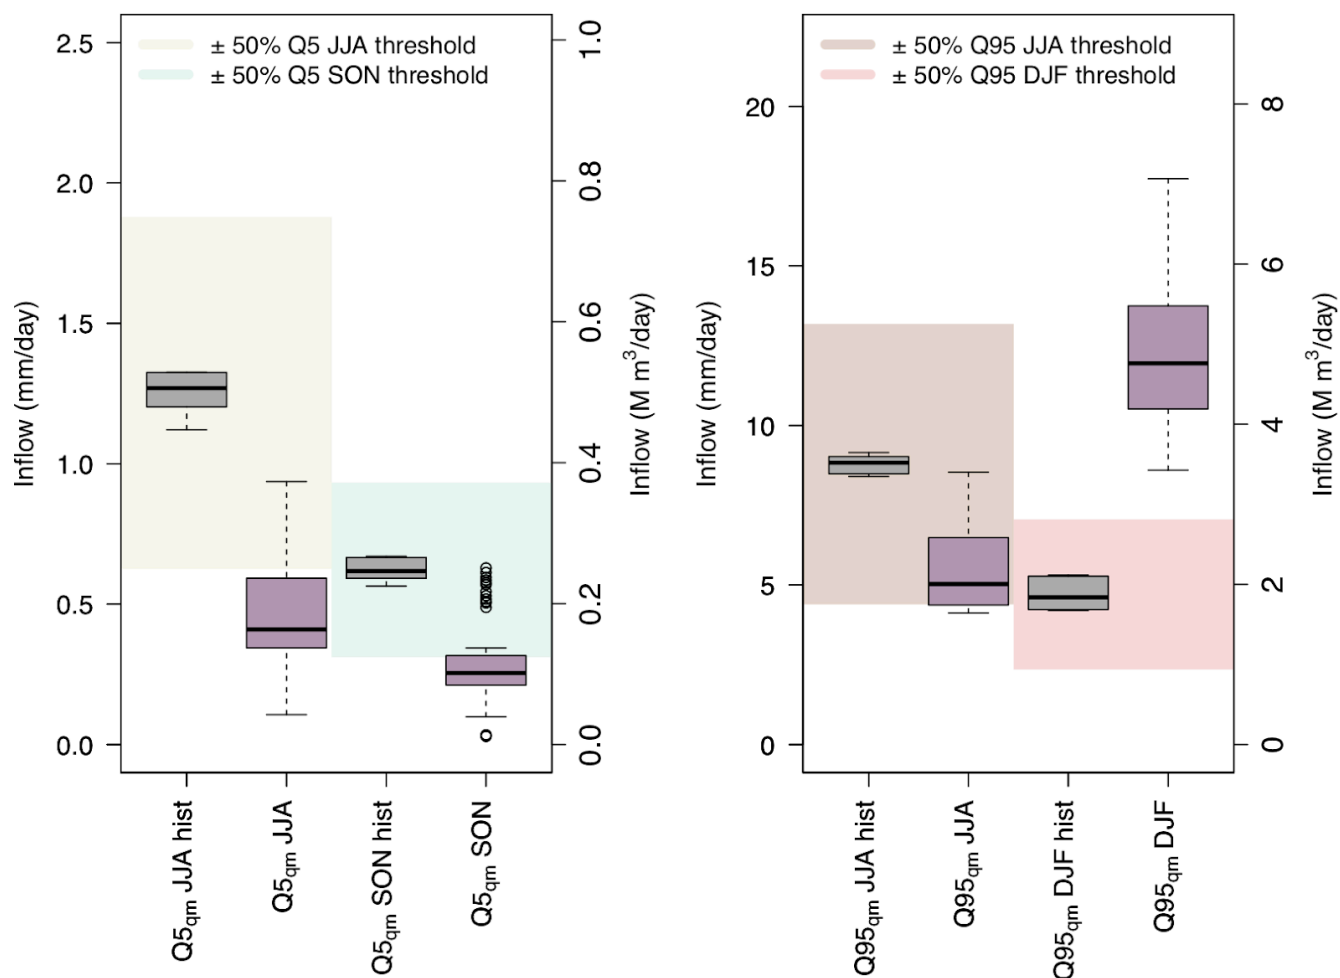 ± 50% Q5 JJA threshold
± 50% Q5 SON threshold
2.5
2.0
1.5
1.0
0.5
0.0
Inflow (mm/day)
1.0
0.8
0.6
0.4
0.2
0.0
Inflow (M m³/day)
Q5qm JJA hist
Q5qm JJA
Q5qm SON hist
Q5qm SON
± 50% Q95 JJA threshold
± 50% Q95 DJF threshold
20
15
10
5
0
Inflow (mm/day)
8
6
4
2
0
Inflow (M m³/day)
Q95qm JJA hist
Q95qm JJA
Q95qm DJF hist
Q95qm DJF